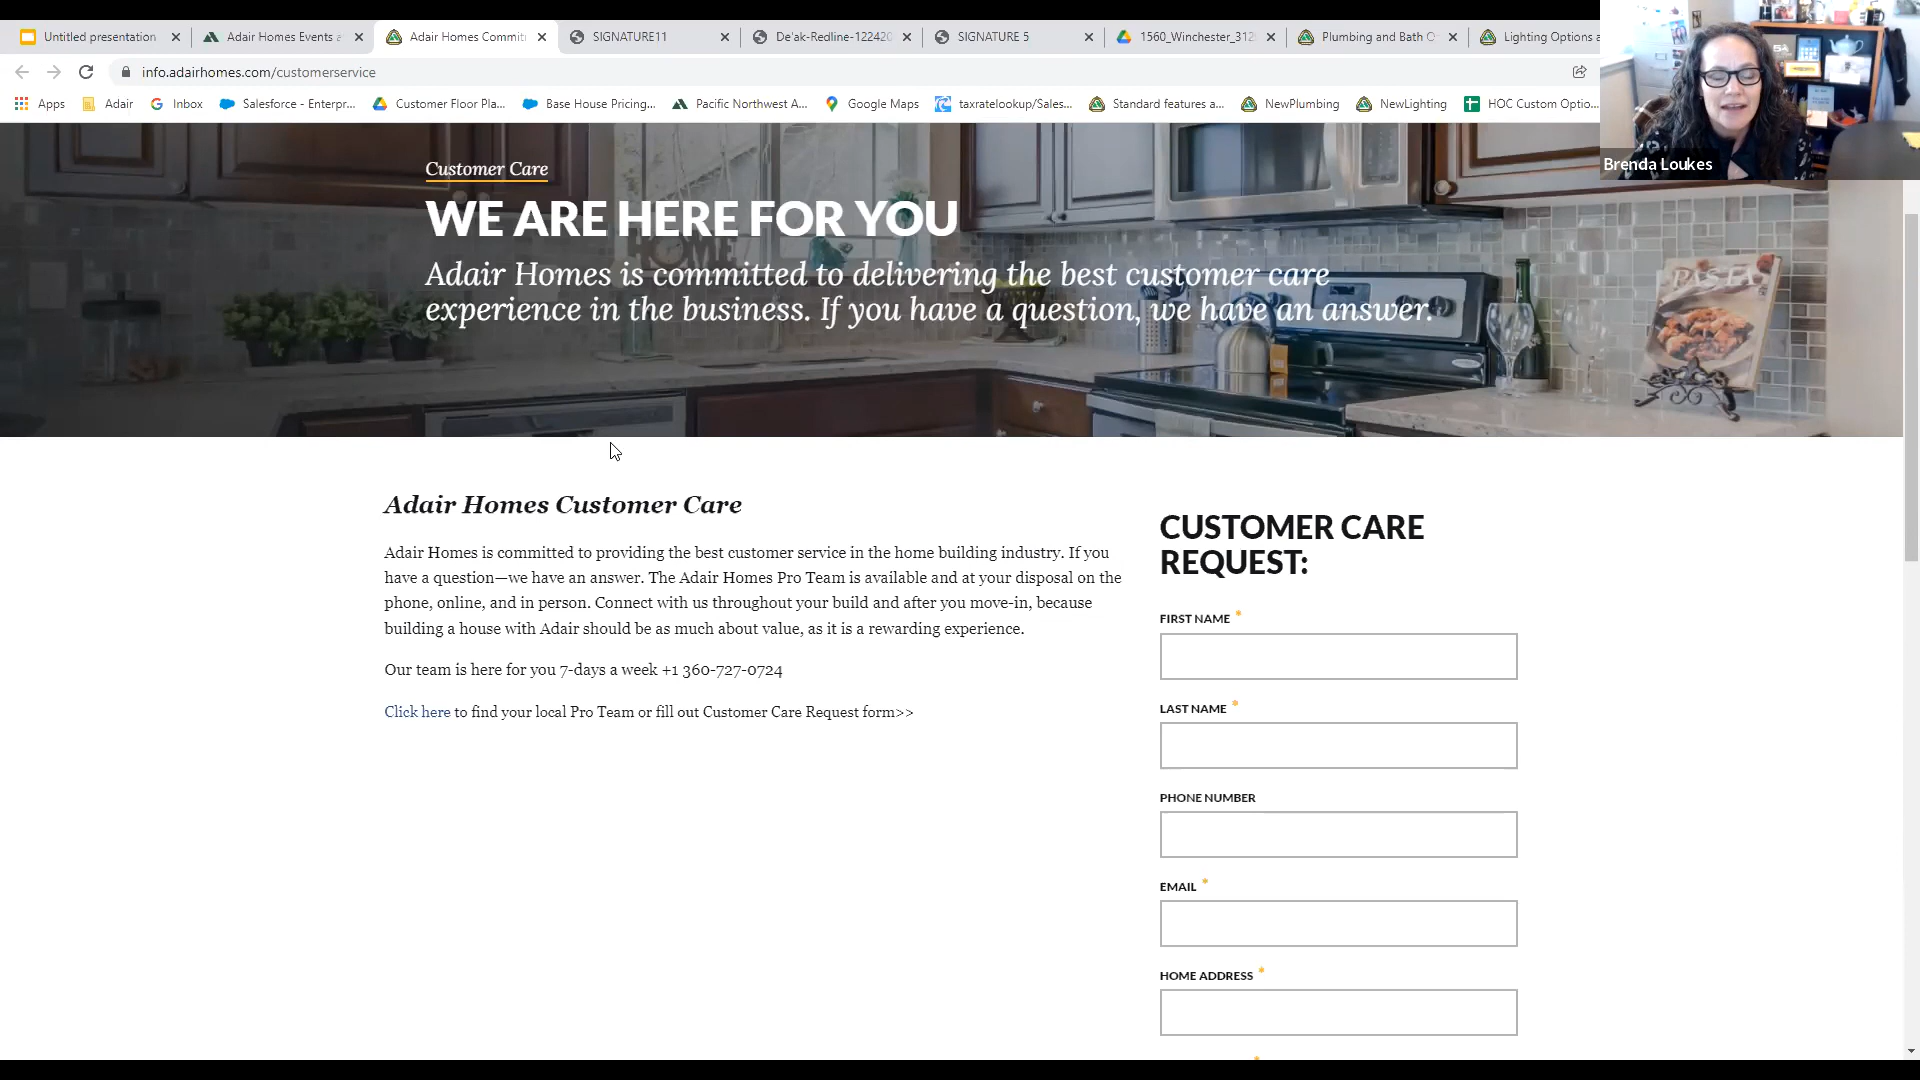 Untitled presentation
Adair Homes Events a
Adair Homes Commit
SIGNATURE11
De'ak-Redline-122420
SIGNATURE 5
1560_Winchester_312
Plumbing and Bath O
Lighting Options a
info.adairhomes.com/customerservice
Apps
Adair
Inbox
Salesforce - Enterpr...
Customer Floor Pla...
Base House Pricing...
Pacific Northwest A...
Google Maps
taxratelookup/Sales...
Standard features a...
NewPlumbing
NewLighting
HOC Custom Optio...
Brenda Loukes
Customer Care
WE ARE HERE FOR YOU
Adair Homes is committed to delivering the best customer care
experience in the business. If you have a question, we have an answer.
PASTA
Adair Homes Customer Care
Adair Homes is committed to providing the best customer service in the home building industry. If you
have a question—we have an answer. The Adair Homes Pro Team is available and at your disposal on the
phone, online, and in person. Connect with us throughout your build and after you move-in, because
building a house with Adair should be as much about value, as it is a rewarding experience.
Our team is here for you 7-days a week +1 360-727-0724
Click here to find your local Pro Team or fill out Customer Care Request form>>
CUSTOMER CARE
REQUEST:
FIRST NAME *
LAST NAME *
PHONE NUMBER
EMAIL *
HOME ADDRESS *